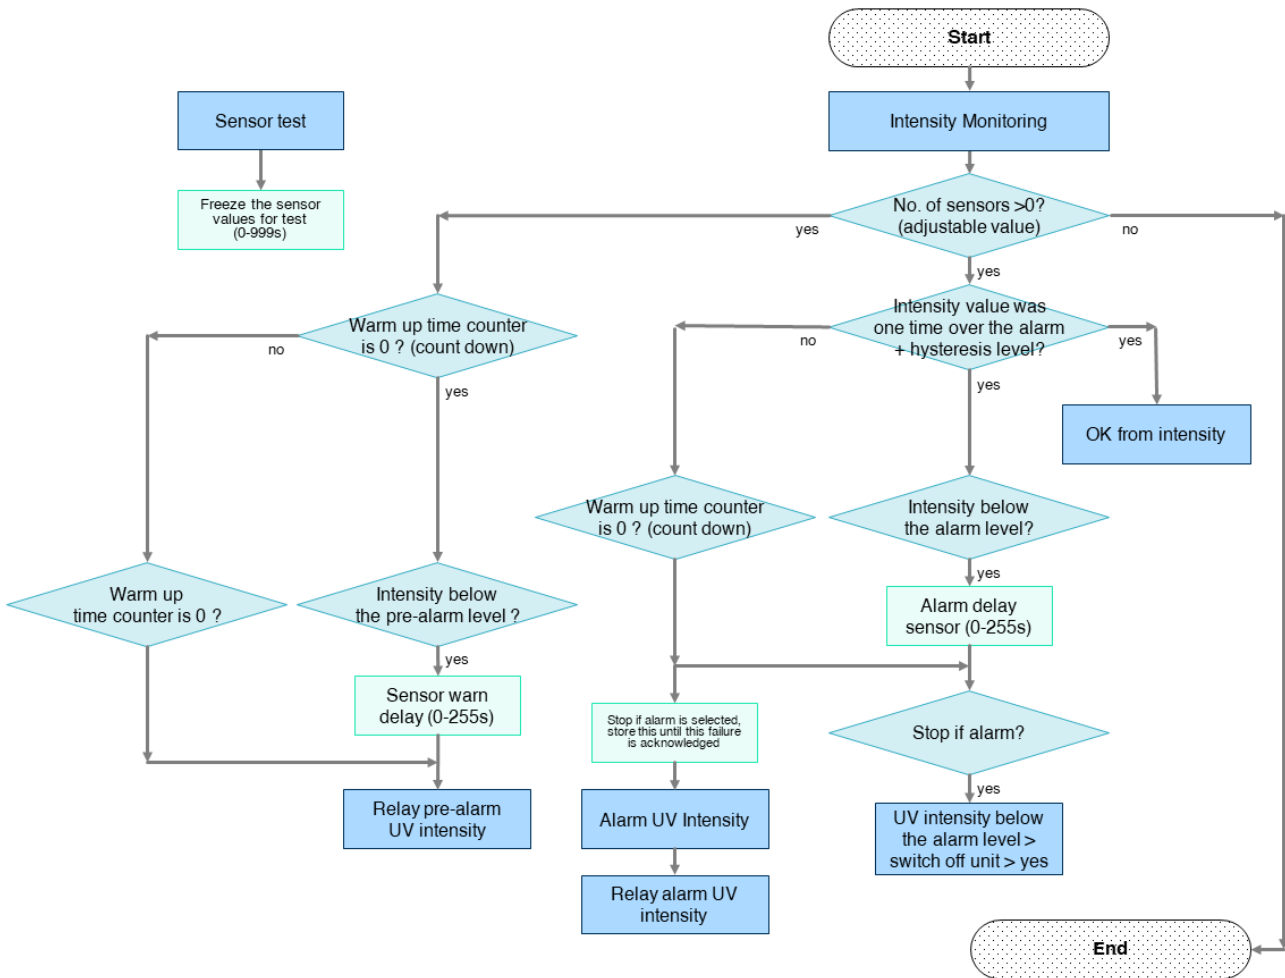 Start
Sensor test
Intensity Monitoring
Freeze the sensor
values for test
(0-999s)
No. of sensors >0?
(adjustable value)
yes
no
yes
Warm up time counter
is 0 ? (count down)
no
yes
Intensity value was
one time over the alarm
+ hysteresis level?
no
yes
yes
OK from intensity
Warm up time counter
is 0 ? (count down)
Intensity below
the alarm level?
yes
Warm up
time counter is 0 ?
Intensity below
the pre-alarm level ?
yes
Alarm delay
sensor (0-255s)
Sensor warn
delay (0-255s)
Stop if alarm is selected,
store this until this failure
is acknowledged
Stop if alarm?
yes
Relay pre-alarm
UV intensity
Alarm UV Intensity
UV intensity below
the alarm level >
switch off unit > yes
Relay alarm UV
intensity
End